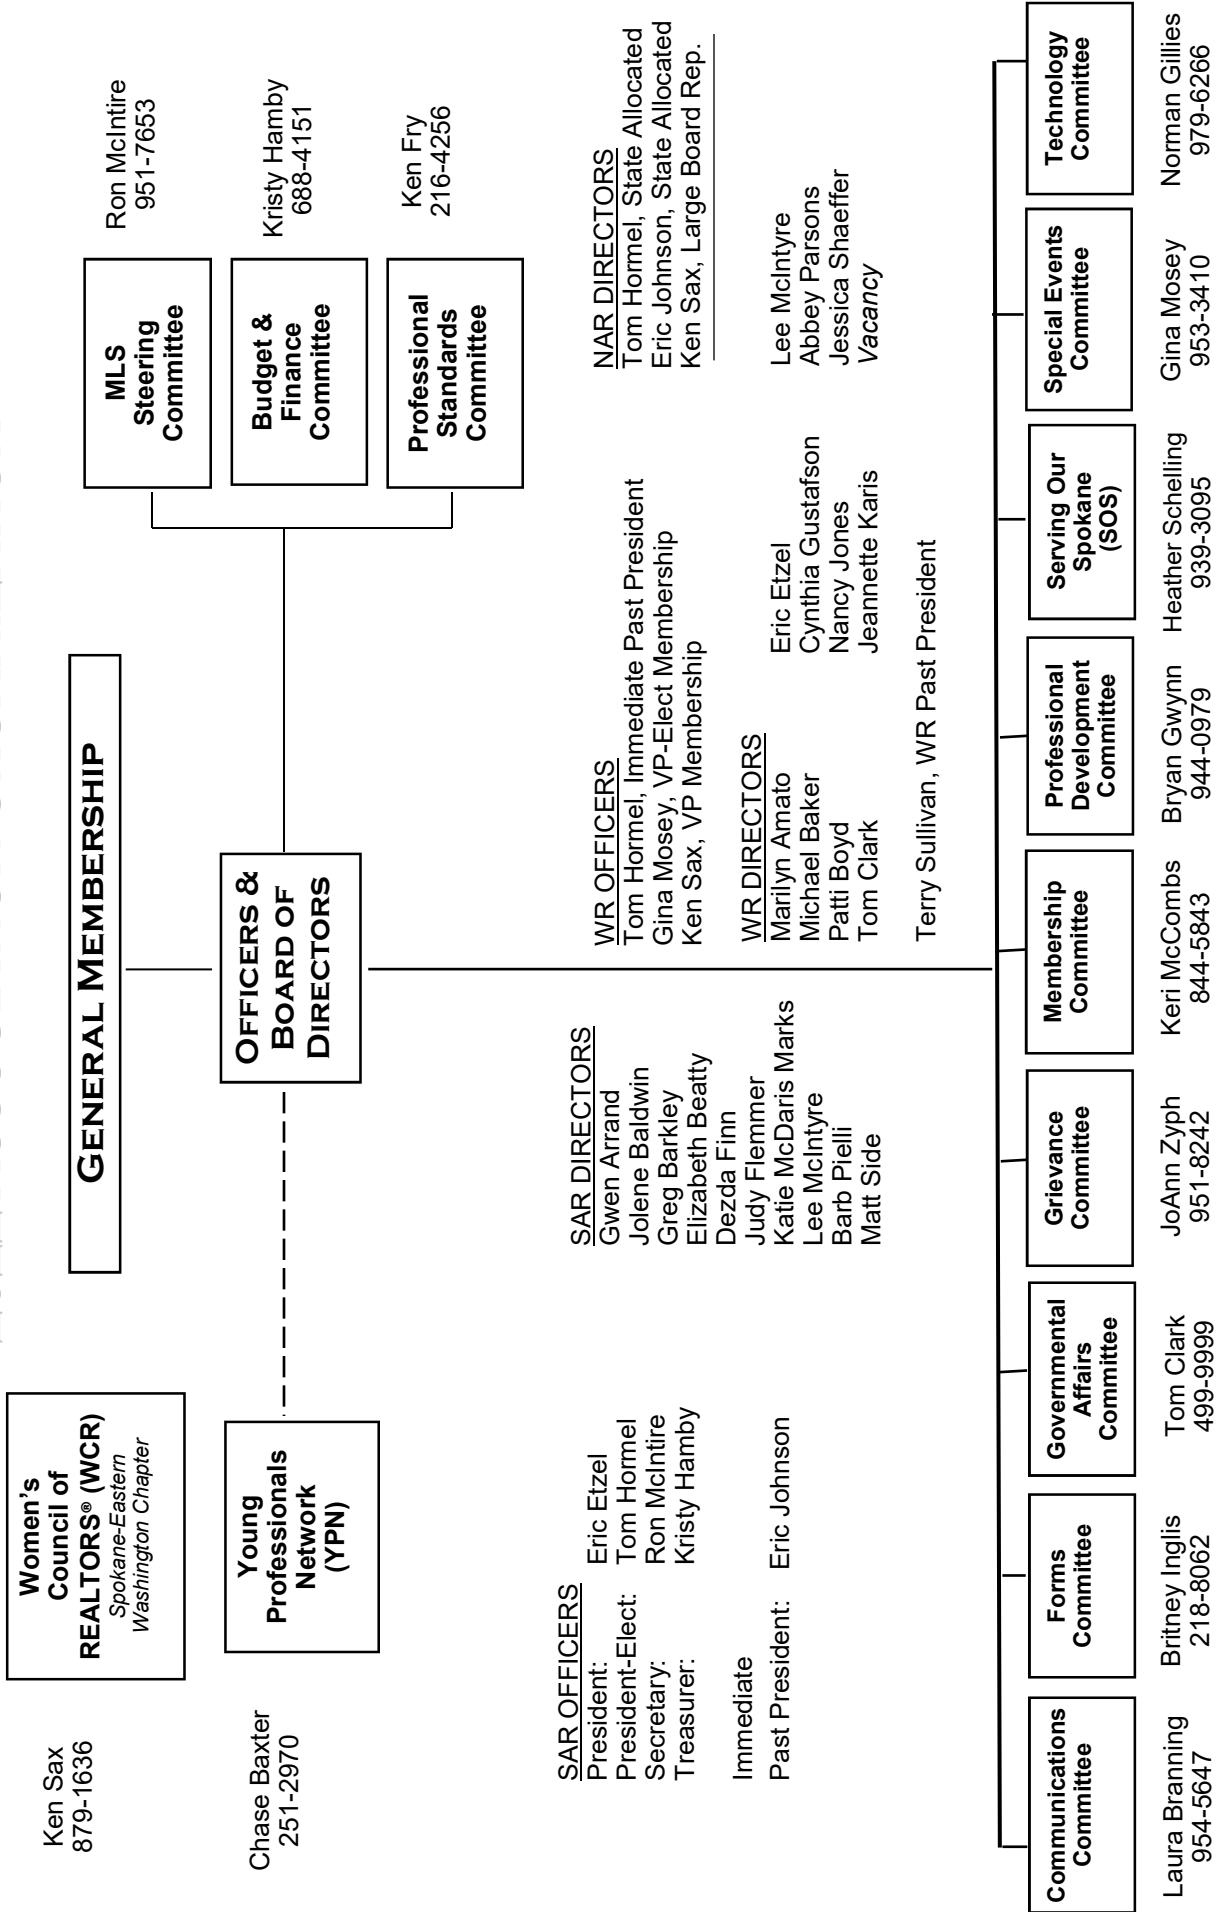 Ken Sax
879-1636
Women's
Council of
REALTORS® (WCR)
Spokane-Eastern
Washington Chapter
GENERAL MEMBERSHIP
MLS
Steering
Committee
Ron McIntire
951-7653
Chase Baxter
251-2970
Young
Professionals
Network
(YPN)
OFFICERS &
BOARD OF
DIRECTORS
Budget &
Finance
Committee
Kristy Hamby
688-4151
Professional
Standards
Committee
Ken Fry
216-4256
SAR OFFICERS
President: Eric Etzel
President-Elect: Tom Hormel
Secretary: Ron McIntire
Treasurer: Kristy Hamby
Immediate
Past President: Eric Johnson
SAR DIRECTORS
Gwen Arrand
Jolene Baldwin
Greg Barkley
Elizabeth Beatty
Dezda Finn
Judy Flemmer
Katie McDaris Marks
Lee McIntyre
Barb Pielli
Matt Side
WR OFFICERS
Tom Hormel, Immediate Past President
Gina Mosey, VP-Elect Membership
Ken Sax, VP Membership
NAR DIRECTORS
Tom Hormel, State Allocated
Eric Johnson, State Allocated
Ken Sax, Large Board Rep.
WR DIRECTORS
Marilyn Amato
Michael Baker
Patti Boyd
Tom Clark
Eric Etzel
Cynthia Gustafson
Nancy Jones
Jeannette Karis
Lee McIntyre
Abbey Parsons
Jessica Shaeffer
Vacancy
Terry Sullivan, WR Past President
Communications
Committee
Laura Branning
954-5647
Forms
Committee
Britney Inglis
218-8062
Governmental
Affairs
Committee
Tom Clark
499-9999
Grievance
Committee
JoAnn Zyph
951-8242
Membership
Committee
Keri McCombs
844-5843
Professional
Development
Committee
Bryan Gwynn
944-0979
Serving Our
Spokane
(SOS)
Heather Schelling
939-3095
Special Events
Committee
Gina Mosey
953-3410
Technology
Committee
Norman Gillies
979-6266